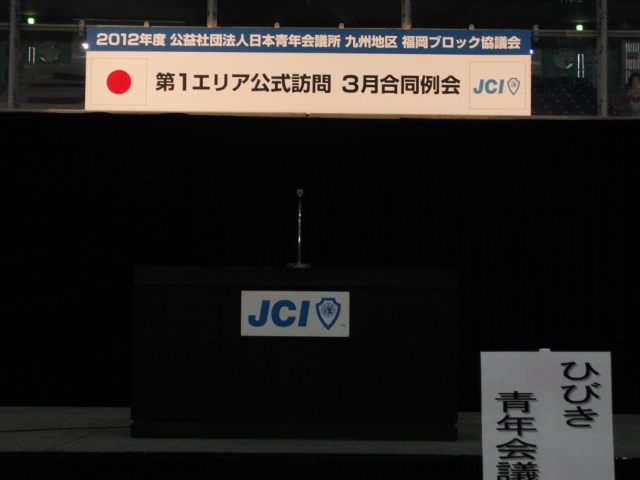 2012年度 公益社団法人日本青年会議所 九州地区 福岡ブロック協議会
第1エリア公式訪問 3月合同例会
JCI
JCI
ひびき
青年会議